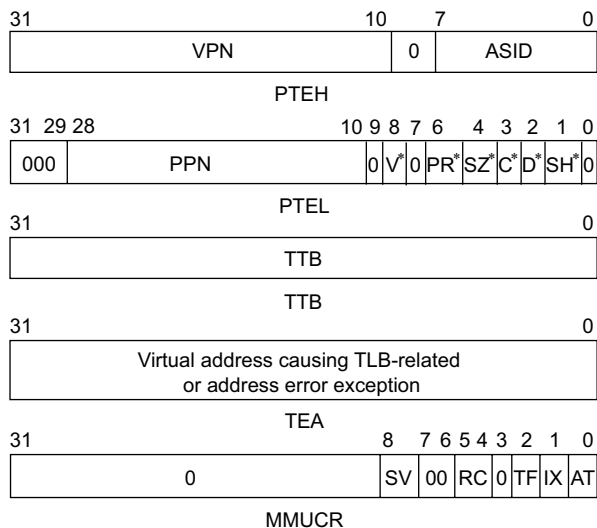 31 10 7 0
VPN 0 ASID
PTEH
31 29 28 10 9 8 7 6 4 3 2 1 0
000 PPN 0 V* 0 PR* SZ* C* D* SH* 0
PTEL
31 0
TTB
TTB
31 0
Virtual address causing TLB-related
or address error exception
TEA
31 8 7 6 5 4 3 2 1 0
0 SV 00 RC 0 TF IX AT
MMUCR